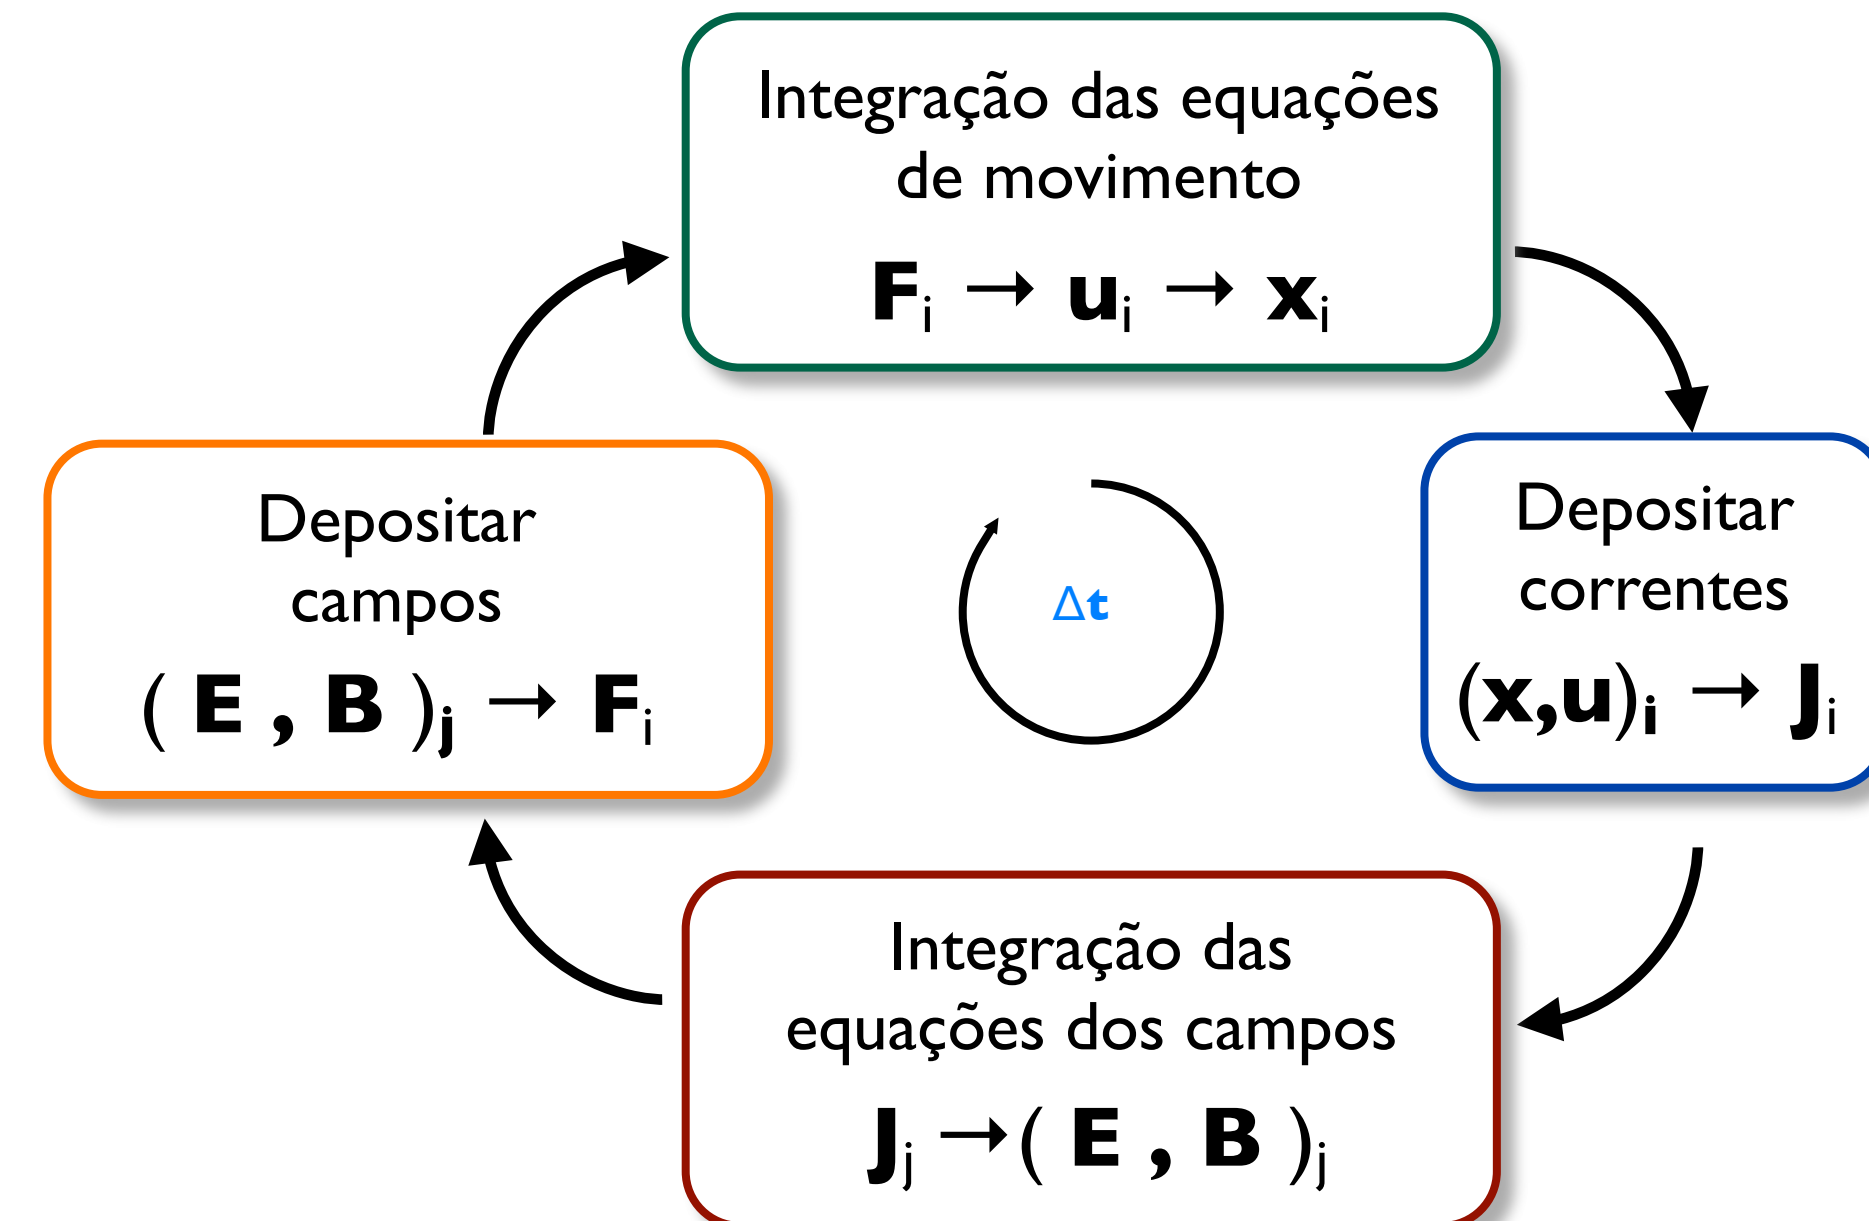 Integração das equações
de movimento
Fi → ui → xi
Depositar
campos
( E , B )j → Fi
Δt
Depositar
correntes
(x,u)i → Ji
Integração das
equações dos campos
Jj →( E , B )j